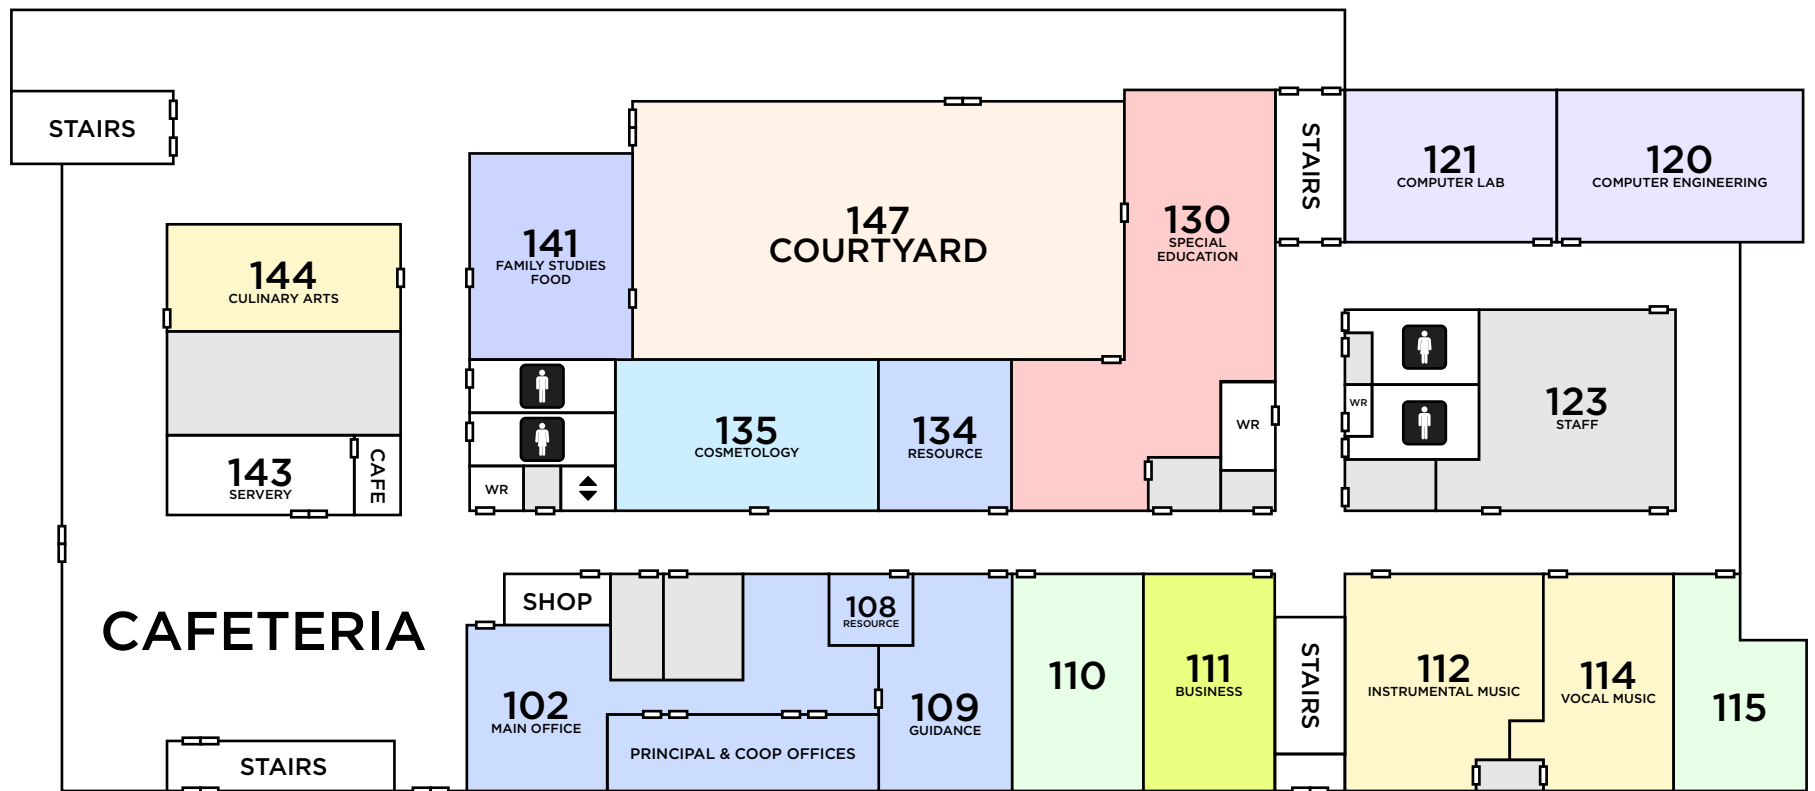 STAIRS
STAIRS
121
COMPUTER LAB
120
COMPUTER ENGINEERING
147
COURTYARD
130
SPECIAL
EDUCATION
141
FAMILY STUDIES
FOOD
144
CULINARY ARTS
143
SERVERY
CAFE
135
COSMETOLOGY
134
RESOURCE
WR
WR
WR
123
STAFF
CAFETERIA
SHOP
108
RESOURCE
102
MAIN OFFICE
PRINCIPAL & COOP OFFICES
109
GUIDANCE
110
111
BUSINESS
STAIRS
112
INSTRUMENTAL MUSIC
114
VOCAL MUSIC
115
STAIRS